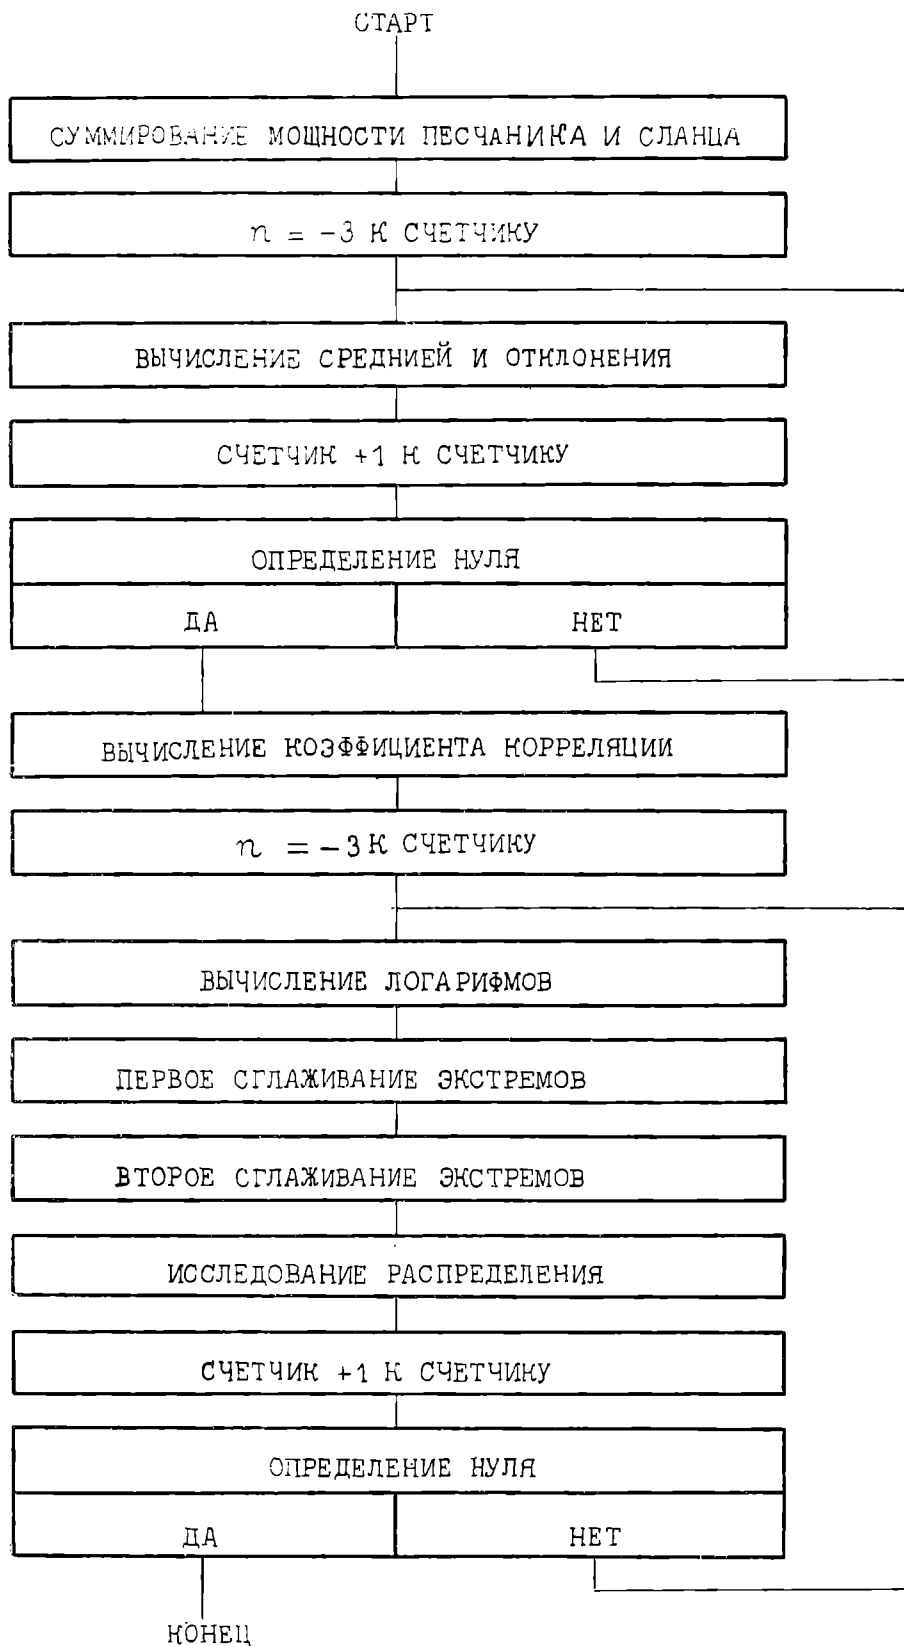 СТАРТ
СУММИРОВАНИЕ МОЩНОСТИ ПЕСЧАНИКА И СЛАНЦА
n = -3 К СЧЕТЧИКУ
ВЫЧИСЛЕНИЕ СРЕДНИЕЙ И ОТКЛОНЕНИЯ
СЧЕТЧИК +1 К СЧЕТЧИКУ
ОПРЕДЕЛЕНИЕ НУЛЯ
ДА НЕТ
ВЫЧИСЛЕНИЕ КОЭФФИЦИЕНТА КОРРЕЛЯЦИИ
n = -3 К СЧЕТЧИКУ
ВЫЧИСЛЕНИЕ ЛОГАРИФМОВ
ПЕРВОЕ СГЛАЖИВАНИЕ ЭКСТРЕМОВ
ВТОРОЕ СГЛАЖИВАНИЕ ЭКСТРЕМОВ
ИССЛЕДОВАНИЕ РАСПРЕДЕЛЕНИЯ
СЧЕТЧИК +1 К СЧЕТЧИКУ
ОПРЕДЕЛЕНИЕ НУЛЯ
ДА НЕТ
КОНЕЦ